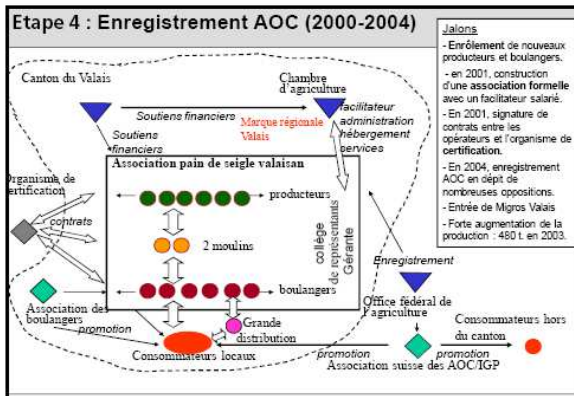 Etape 4 : Enregistrement AOC (2000-2004)
Canton du Valais
Chambre
d'agriculture
Soutiens financiers
Marque régionale
Valais
facilitateur
administration
hébergement
services
Soutiens
financiers
Association pain de seigle valaisan
Organisme de
certification
contrats
producteurs
2 moulins
boulangers
collège
de représentants
Gérante
Enregistrement
Office fédéral de
l'agriculture
Association des
boulangers
promotion
Grande
distribution
Consommateurs locaux
promotion
promotion
Association suisse des AOC/IGP
Consommateurs hors
du canton
Jalons
- Enrôlement de nouveaux
producteurs et boulangers.
- en 2001, construction
d'une association formelle
avec un facilitateur salarié.
- En 2001, signature de
contrats entre les
opérateurs et l'organisme de
certification.
- En 2004, enregistrement
AOC en dépit de
nombreuses oppositions.
- Entrée de Migros Valais
- Forte augmentation de la
production : 480 t. en 2003.